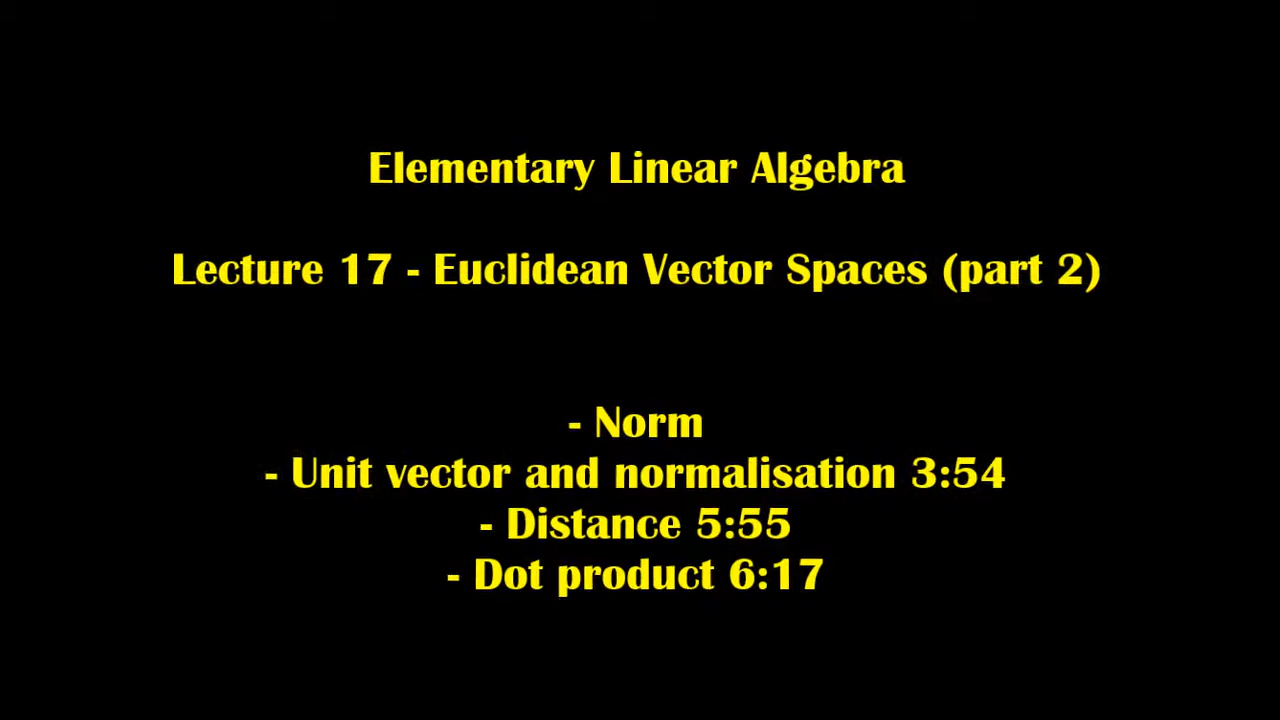 Elementary Linear Algebra
Lecture 17 - Euclidean Vector Spaces (part 2)
- Norm
- Unit vector and normalisation 3:54
- Distance 5:55
- Dot product 6:17